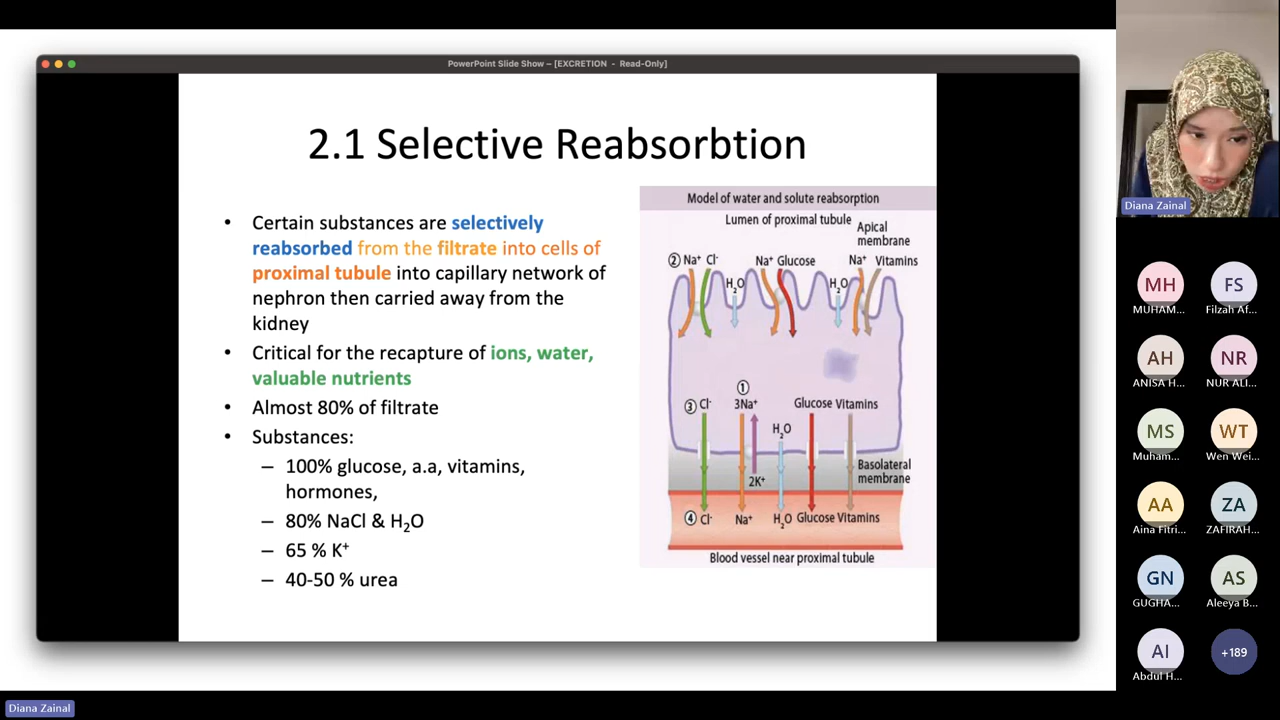 PowerPoint Slide Show – [EXCRETION - Read-Only]
2.1 Selective Reabsorbtion
• Certain substances are selectively
reabsorbed from the filtrate into cells of
proximal tubule into capillary network of
nephron then carried away from the
kidney
• Critical for the recapture of ions, water,
valuable nutrients
• Almost 80% of filtrate
• Substances:
– 100% glucose, a.a, vitamins,
hormones,
– 80% NaCl & H₂O
– 65 % K⁺
– 40-50 % urea
Model of water and solute reabsorption
Lumen of proximal tubule
Apical
membrane
② Na⁺ Cl⁻ Na⁺ Glucose Na⁺ Vitamins
H₂O H₂O
①
③ Cl⁻ 3Na⁺ Glucose Vitamins
H₂O
Basolateral
membrane
2K⁺
④ Cl⁻ Na⁺ H₂O Glucose Vitamins
Blood vessel near proximal tubule
Diana Zainal
MH FS
MUHAM... Filzah Af...
AH NR
ANISA H... NUR ALI...
MS WT
Muham... Wen Wei...
AA ZA
Aina Fitri... ZAFIRAH...
GN AS
GUGHA... Aleeya B...
AI +189
Abdul H...
Diana Zainal